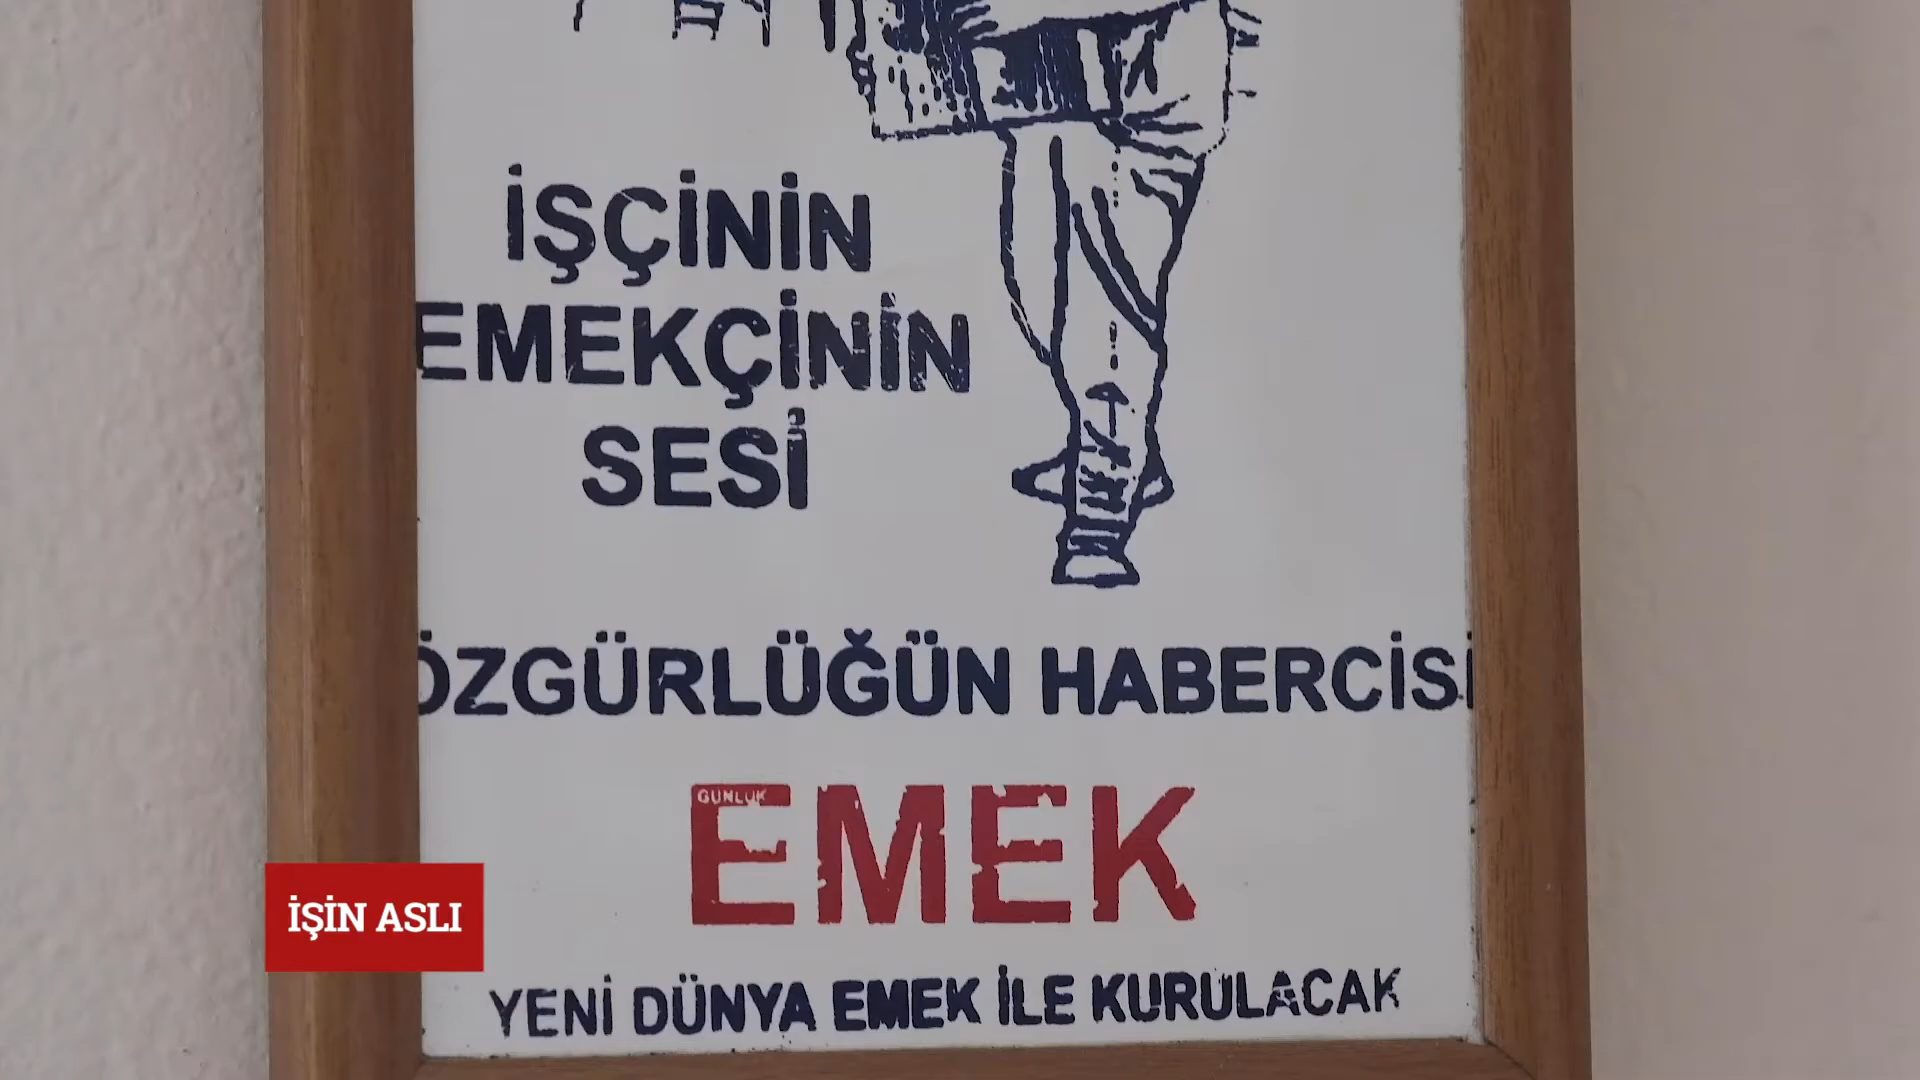 İŞÇİNİN
EMEKÇİNİN
SESİ
ÖZGÜRLÜĞÜN HABERCİSİ
GÜNLÜK
EMEK
İŞİN ASLI
YENİ DÜNYA EMEK İLE KURULACAK